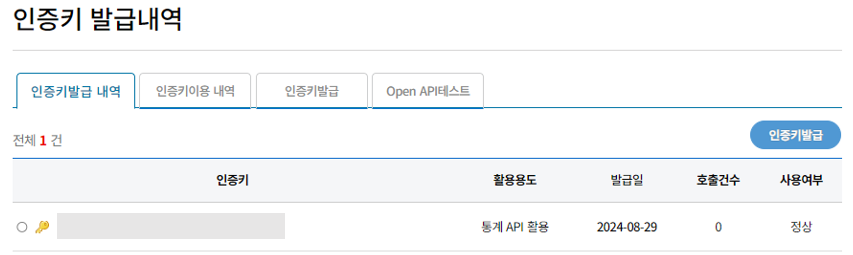 인증키 발급내역
인증키발급 내역 인증키이용 내역 인증키발급 Open API테스트
전체 1 건 인증키발급
인증키 활용용도 발급일 호출건수 사용여부
통계 API 활용 2024-08-29 0 정상